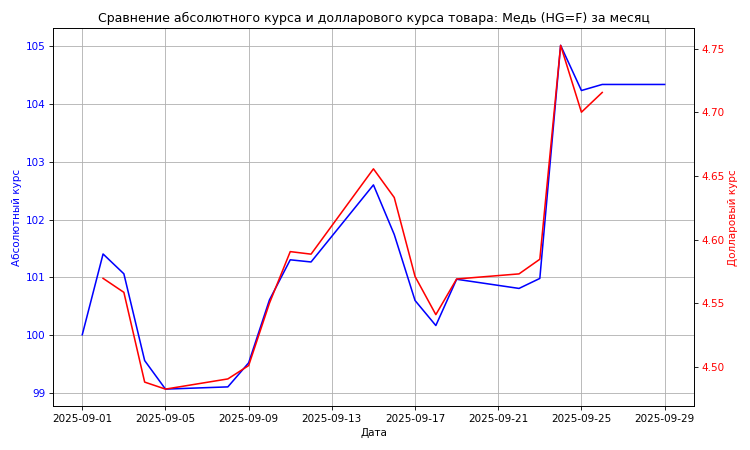 Сравнение абсолютного курса и долларового курса товара: Медь (HG=F) за месяц
105
104
103
102
101
100
99
Абсолютный курс
4.75
4.70
4.65
4.60
4.55
4.50
Долларовый курс
2025-09-01 2025-09-05 2025-09-09 2025-09-13 2025-09-17 2025-09-21 2025-09-25 2025-09-29
Дата